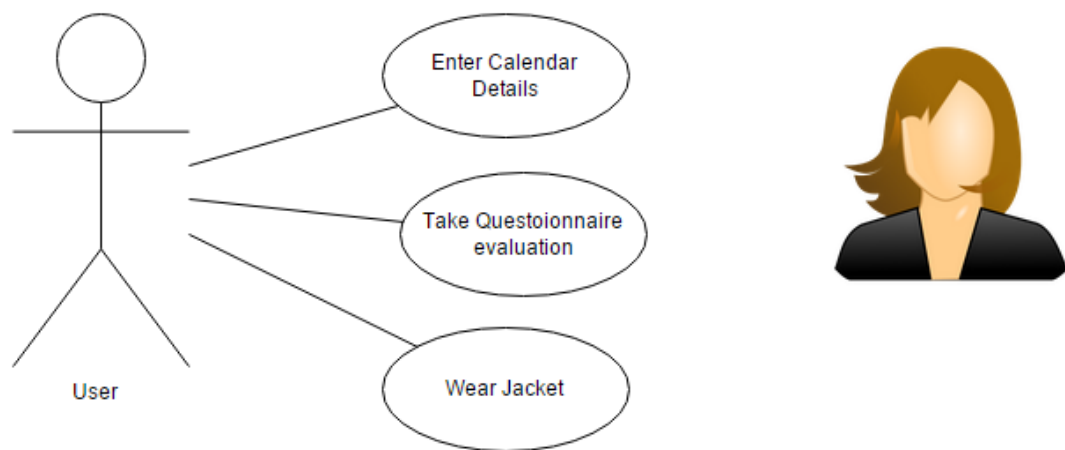 Enter Calendar
Details
Take Questoionnaire
evaluation
Wear Jacket
User